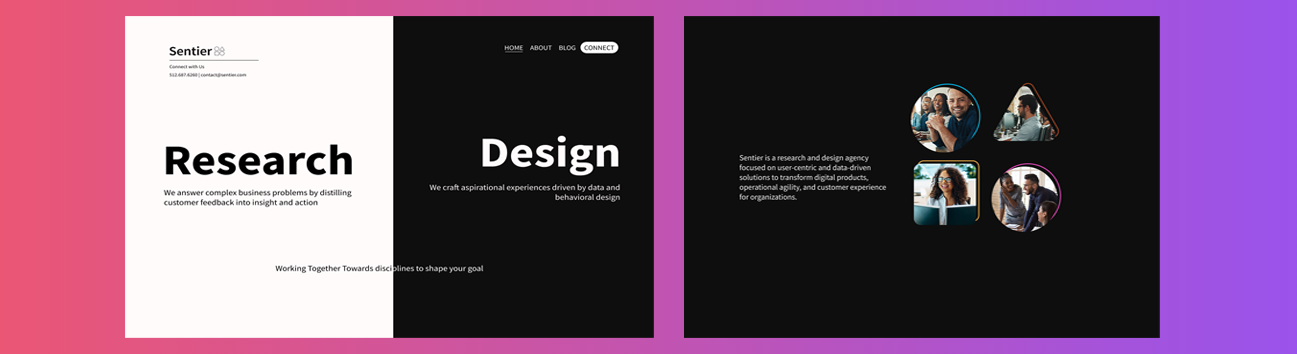 Sentier
Connect with Us
512.687.6260 | contact@sentier.com
HOME ABOUT BLOG CONNECT
Research
We answer complex business problems by distilling
customer feedback into insight and action
Design
We craft aspirational experiences driven by data and
behavioral design
Working Together Towards disciplines to shape your goal
Sentier is a research and design agency
focused on user-centric and data-driven
solutions to transform digital products,
operational agility, and customer experience
for organizations.